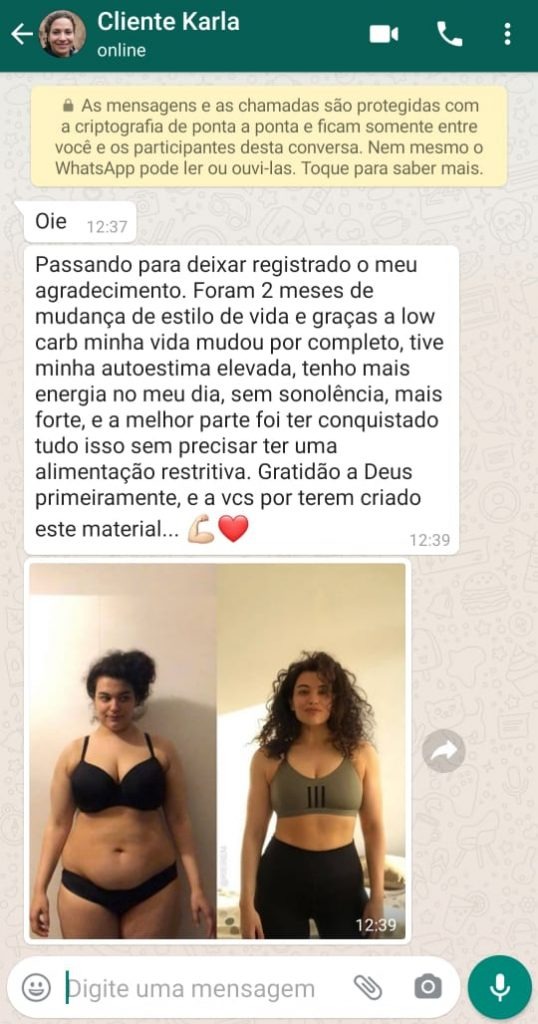 Cliente Karla
online
As mensagens e as chamadas são protegidas com
a criptografia de ponta a ponta e ficam somente entre
você e os participantes desta conversa. Nem mesmo o
WhatsApp pode ler ou ouvi-las. Toque para saber mais.
Oie 12:37
Passando para deixar registrado o meu
agradecimento. Foram 2 meses de
mudança de estilo de vida e graças a low
carb minha vida mudou por completo, tive
minha autoestima elevada, tenho mais
energia no meu dia, sem sonolência, mais
forte, e a melhor parte foi ter conquistado
tudo isso sem precisar ter uma
alimentação restritiva. Gratidão a Deus
primeiramente, e a vcs por terem criado
este material... 💪🏻❤️
12:39
12:39
Digite uma mensagem